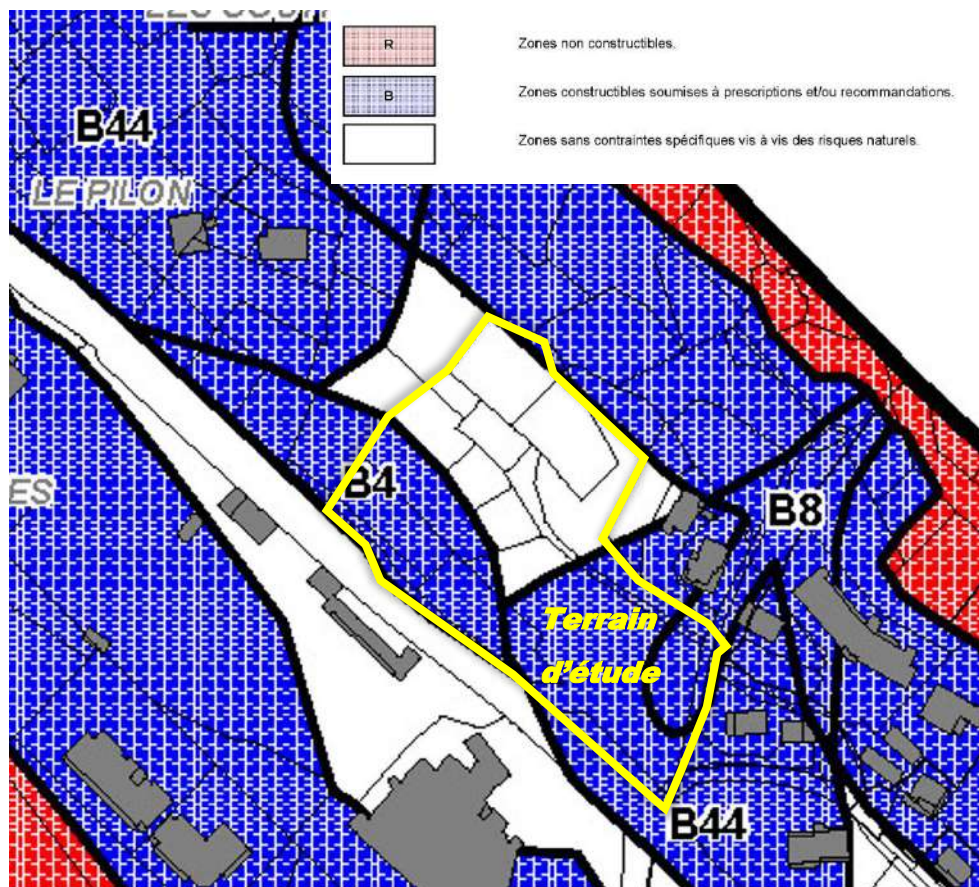 R
Zones non constructibles.
B
Zones constructibles soumises à prescriptions et/ou recommandations.
Zones sans contraintes spécifiques vis à vis des risques naturels.
B44
LE PILON
B4
ES
B8
Terrain
d'étude
B44